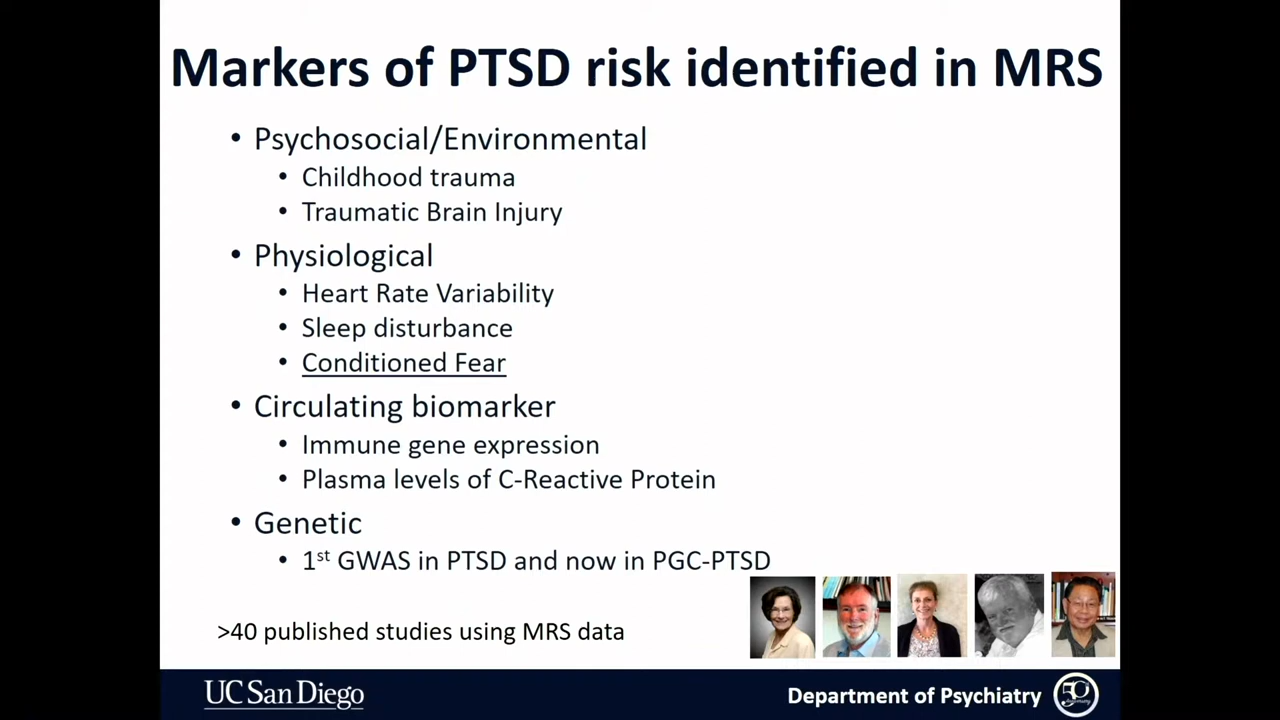 Markers of PTSD risk identified in MRS
• Psychosocial/Environmental
• Childhood trauma
• Traumatic Brain Injury
• Physiological
• Heart Rate Variability
• Sleep disturbance
• Conditioned Fear
• Circulating biomarker
• Immune gene expression
• Plasma levels of C-Reactive Protein
• Genetic
• 1st GWAS in PTSD and now in PGC-PTSD
>40 published studies using MRS data
UC San Diego
Department of Psychiatry
50